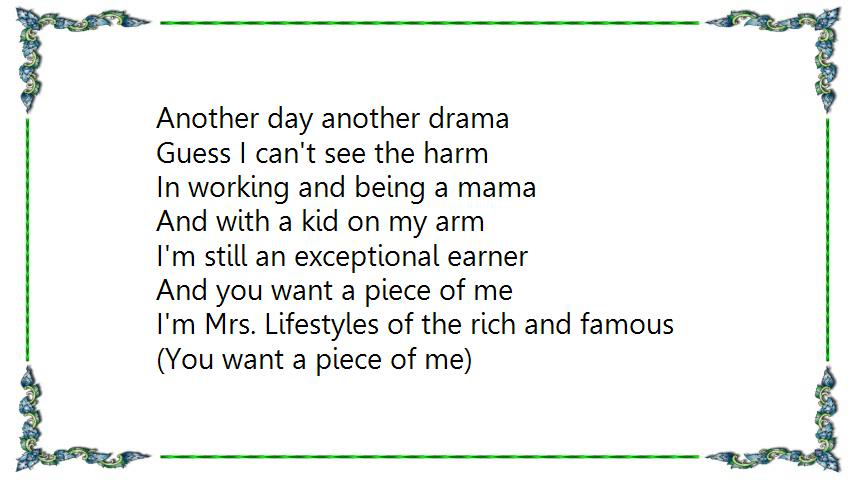 Another day another drama
Guess I can't see the harm
In working and being a mama
And with a kid on my arm
I'm still an exceptional earner
And you want a piece of me
I'm Mrs. Lifestyles of the rich and famous
(You want a piece of me)